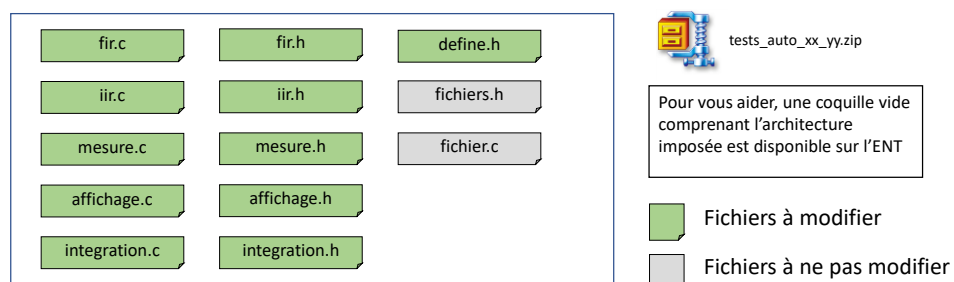 fir.c
fir.h
define.h
iir.c
iir.h
fichiers.h
mesure.c
mesure.h
fichier.c
affichage.c
affichage.h
integration.c
integration.h
tests_auto_xx_yy.zip
Pour vous aider, une coquille vide
comprenant l'architecture
imposée est disponible sur l'ENT
Fichiers à modifier
Fichiers à ne pas modifier